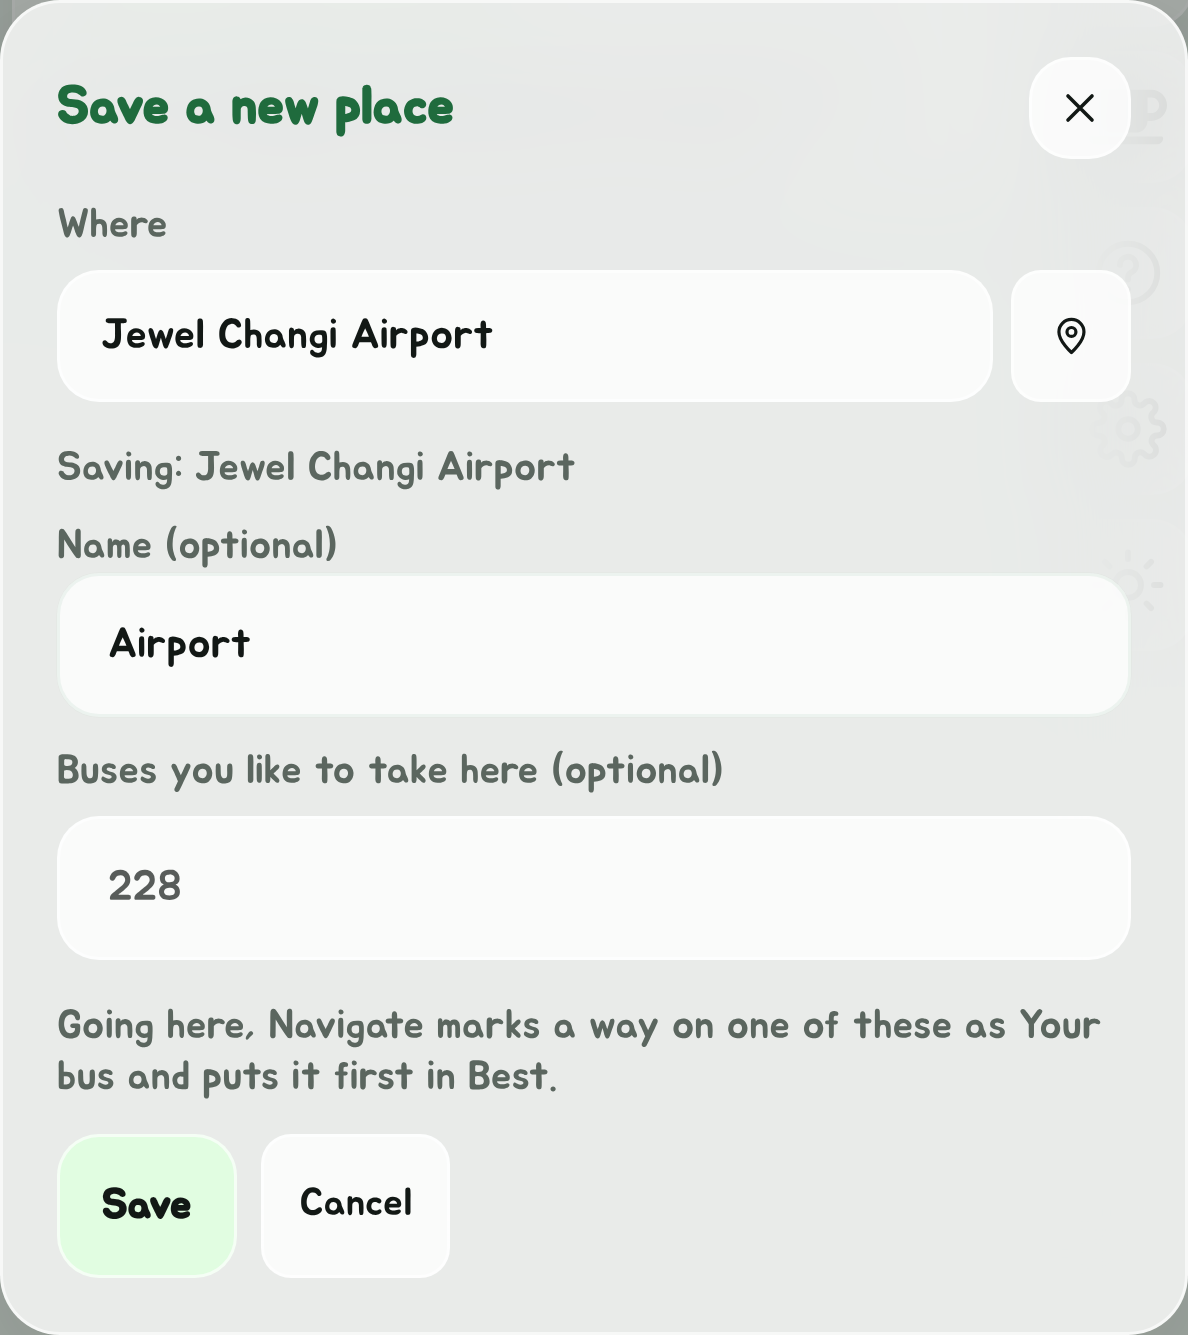 Save a new place
Where
Jewel Changi Airport
Saving: Jewel Changi Airport
Name (optional)
Airport
Buses you like to take here (optional)
228
Going here, Navigate marks a way on one of these as Your
bus and puts it first in Best.
Save
Cancel